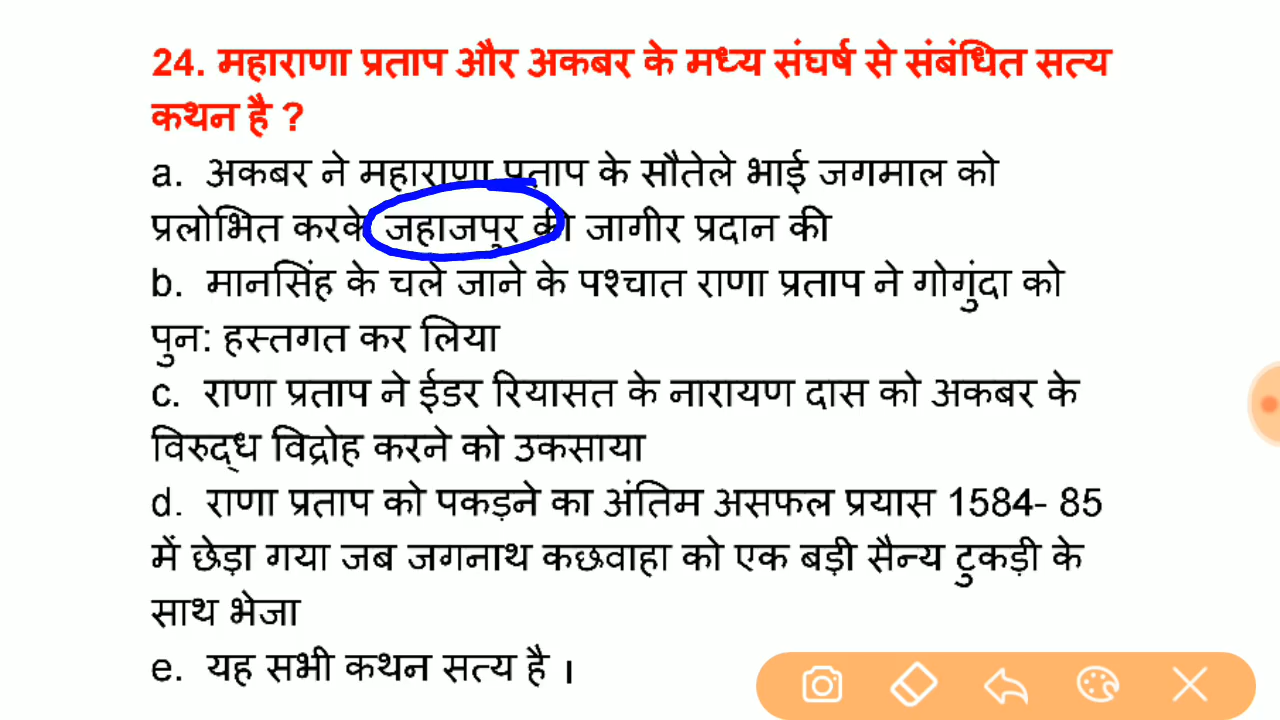 24. महाराणा प्रताप और अकबर के मध्य संघर्ष से संबंधित सत्य
कथन है ?
a. अकबर ने महाराणा प्रताप के सौतेले भाई जगमाल को
प्रलोभित करके जहाजपुर की जागीर प्रदान की
b. मानसिंह के चले जाने के पश्चात राणा प्रताप ने गोगुंदा को
पुन: हस्तगत कर लिया
c. राणा प्रताप ने ईडर रियासत के नारायण दास को अकबर के
विरुद्ध विद्रोह करने को उकसाया
d. राणा प्रताप को पकड़ने का अंतिम असफल प्रयास 1584- 85
में छेड़ा गया जब जगनाथ कछवाहा को एक बड़ी सैन्य टुकड़ी के
साथ भेजा
e. यह सभी कथन सत्य है ।